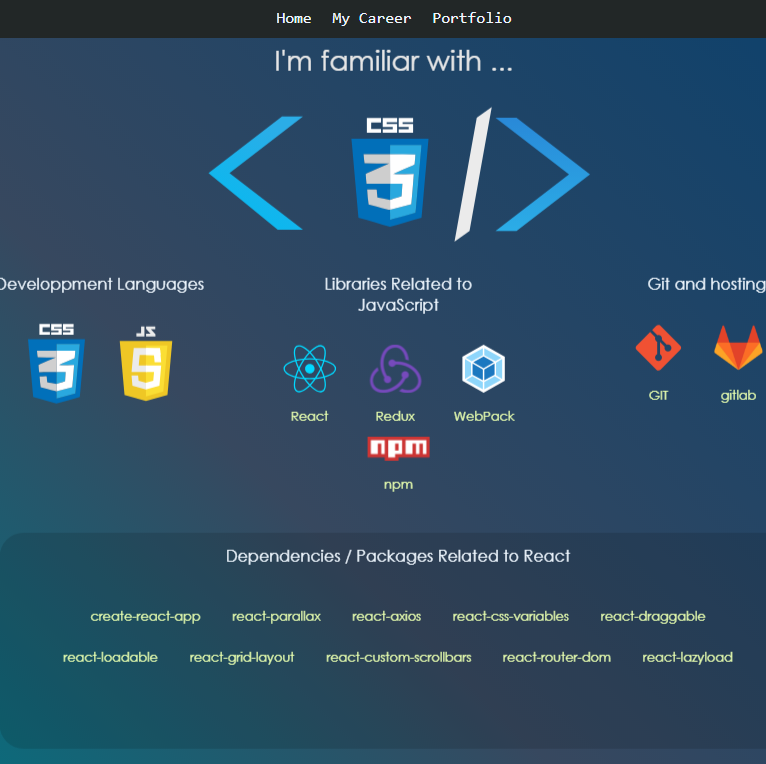 Home My Career Portfolio
I'm familiar with ...
CSS
3
Developpment Languages
Libraries Related to
JavaScript
Git and hosting
CSS
3
JS
5
React
Redux
WebPack
GIT
gitlab
npm
npm
Dependencies / Packages Related to React
create-react-app react-parallax react-axios react-css-variables react-draggable
react-loadable react-grid-layout react-custom-scrollbars react-router-dom react-lazyload